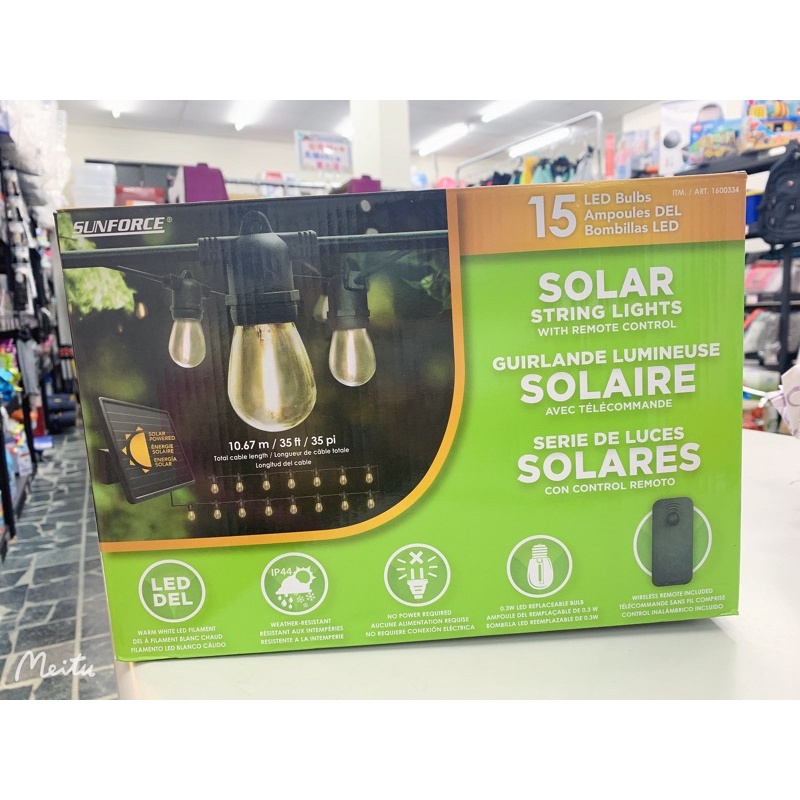 SUNFORCE®
15 LED Bulbs
Ampoules DEL
Bombillas LED
ITM. / ART. 1600334
SOLAR
STRING LIGHTS
WITH REMOTE CONTROL
GUIRLANDE LUMINEUSE
SOLAIRE
AVEC TÉLÉCOMMANDE
SERIE DE LUCES
SOLARES
CON CONTROL REMOTO
SOLAR
POWERED
ÉNERGIE
SOLAIRE
ENERGÍA
SOLAR
10.67 m / 35 ft / 35 pi
Total cable length / Longueur de câble totale
Longitud del cable
LED
DEL
WARM WHITE LED FILAMENT
DEL À FILAMENT BLANC CHAUD
FILAMENTO LED BLANCO CÁLIDO
IP44
WEATHER-RESISTANT
RÉSISTANT AUX INTEMPÉRIES
RESISTENTE A LA INTEMPERIE
NO POWER REQUIRED
AUCUNE ALIMENTATION REQUISE
NO REQUIERE CONEXIÓN ELÉCTRICA
0.3W LED REPLACEABLE BULB
AMPOULE DEL REMPLAÇABLE DE 0.3 W
BOMBILLA LED REEMPLAZABLE DE 0.3W
WIRELESS REMOTE INCLUDED
TÉLÉCOMMANDE SANS FIL COMPRISE
CONTROL INALÁMBRICO INCLUIDO
Meitu